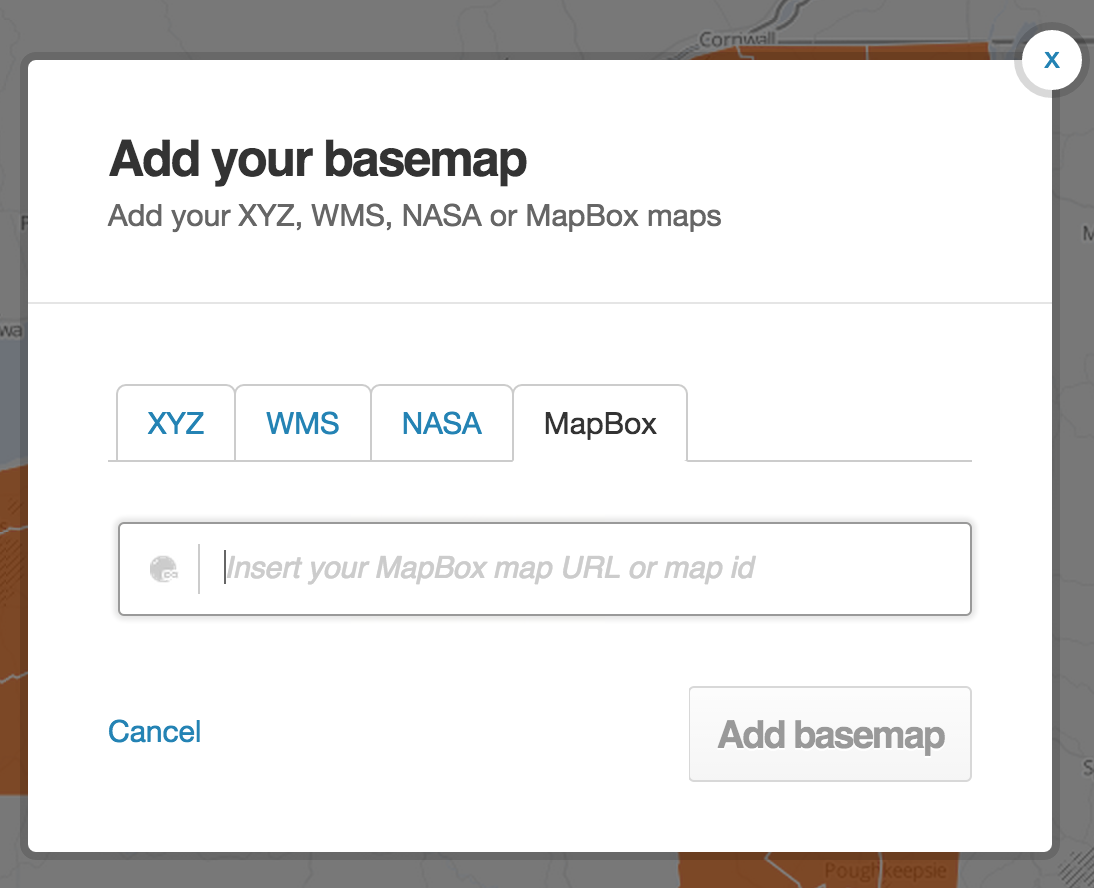 Cornwall
x
Add your basemap
Add your XYZ, WMS, NASA or MapBox maps
wa
XYZ WMS NASA MapBox
Insert your MapBox map URL or map id
Cancel
Add basemap
Poughkeepsie